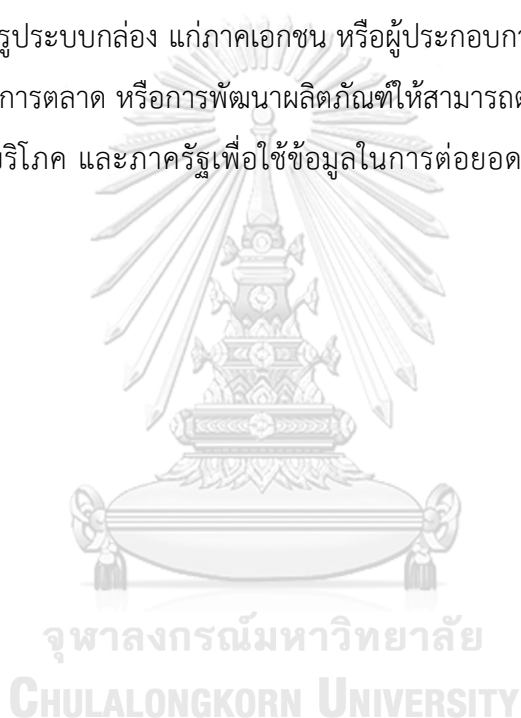 รูประบบกล่อง แก่ภาคเอกชน หรือผู้ประกอบกา
การตลาด หรือการพัฒนาผลิตภัณฑ์ให้สามารถต
ริโภค และภาครัฐเพื่อใช้ข้อมูลในการต่อยอด
จุฬาลงกรณ์มหาวิทยาลัย
CHULALONGKORN UNIVERSITY